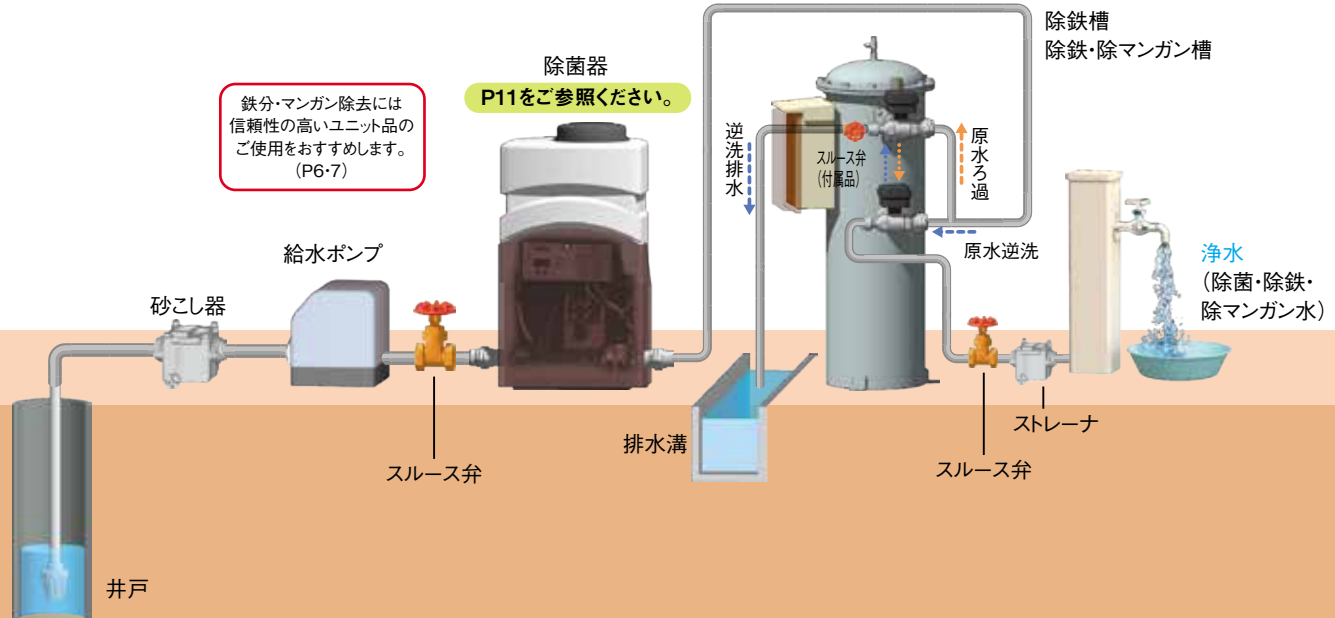 除鉄槽
除鉄・除マンガン槽
除菌器
P11をご参照ください。
鉄分・マンガン除去には
信頼性の高いユニット品の
ご使用をおすすめします。
(P6・7)
逆洗排水
スルース弁
(付属品)
原水ろ過
原水逆洗
給水ポンプ
浄水
(除菌・除鉄・
除マンガン水)
砂こし器
ストレーナ
排水溝
スルース弁
スルース弁
井戸